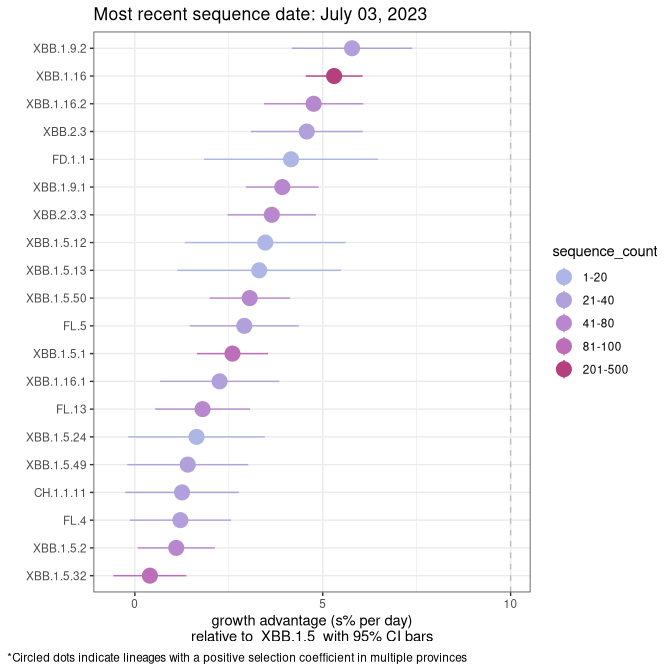 Most recent sequence date: July 03, 2023
XBB.1.9.2
XBB.1.16
XBB.1.16.2
XBB.2.3
FD.1.1
XBB.1.9.1
XBB.2.3.3
XBB.1.5.12
XBB.1.5.13
XBB.1.5.50
FL.5
XBB.1.5.1
XBB.1.16.1
FL.13
XBB.1.5.24
XBB.1.5.49
CH.1.1.11
FL.4
XBB.1.5.2
XBB.1.5.32
0 5 10
growth advantage (s% per day)
relative to XBB.1.5 with 95% CI bars
sequence_count
1-20
21-40
41-80
81-100
201-500
*Circled dots indicate lineages with a positive selection coefficient in multiple provinces